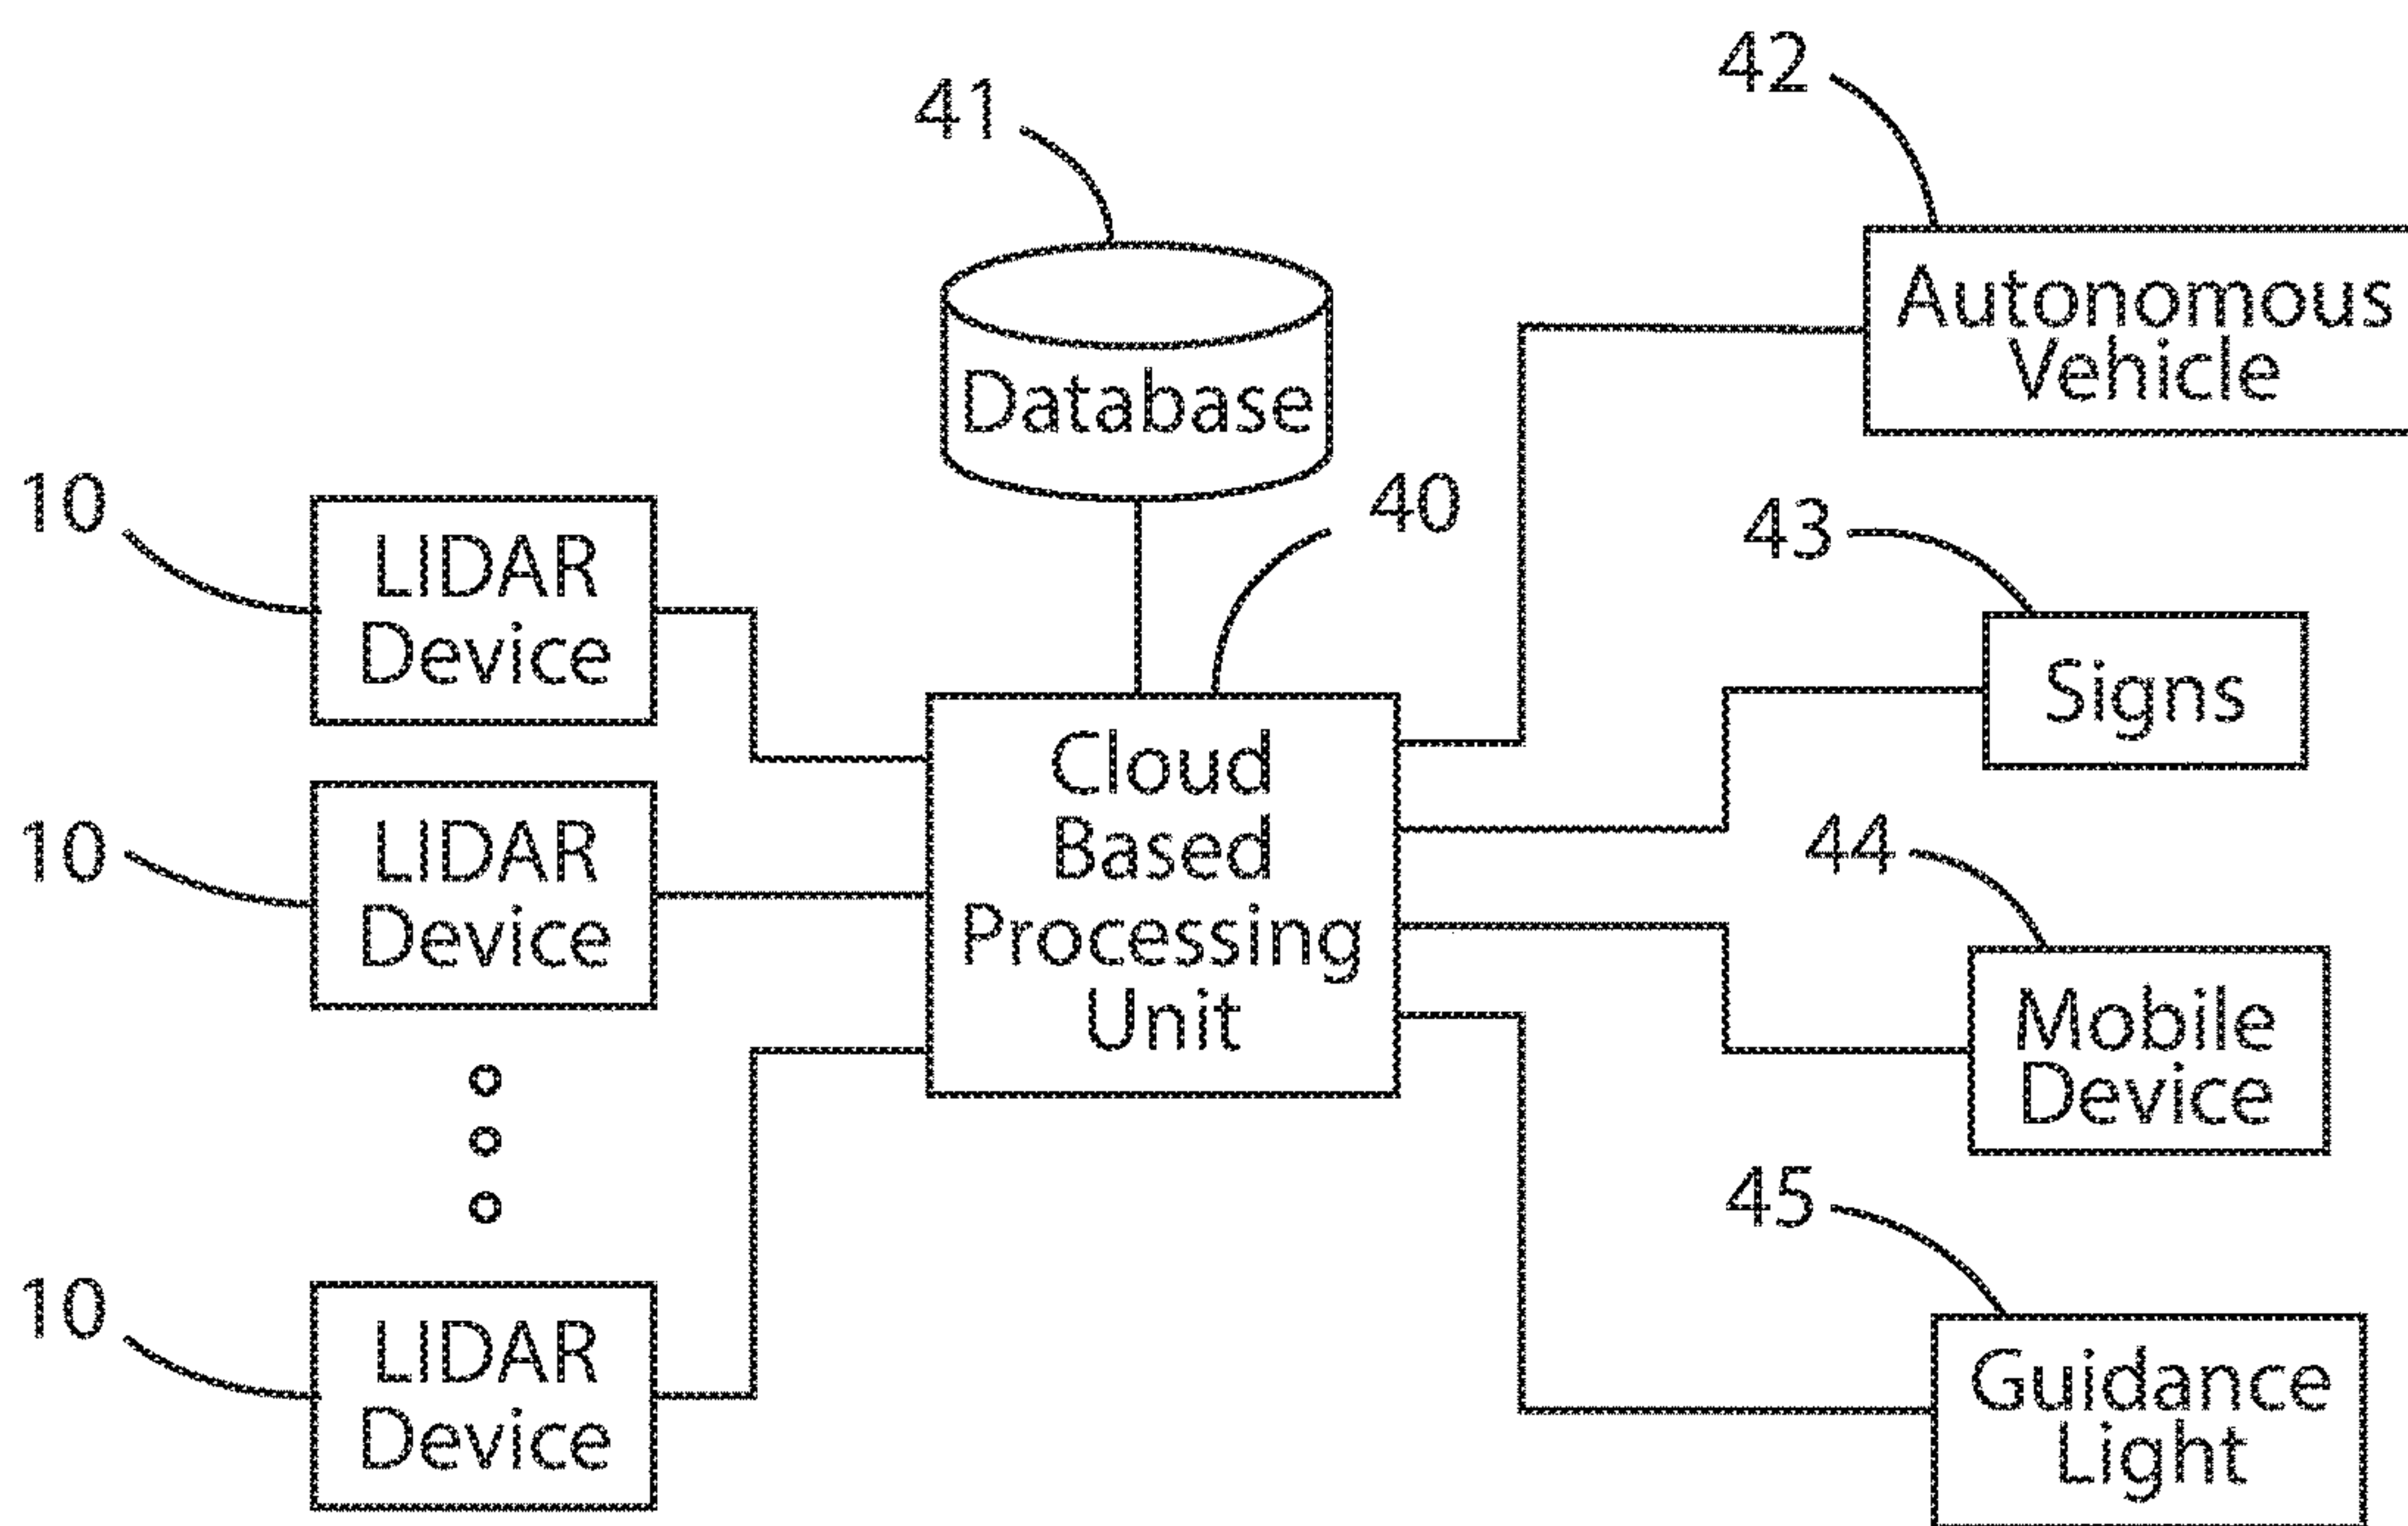 42
41
Autonomous
Vehicle
Database
10
40
43
LIDAR
Device
Signs
Cloud
Based
Processing
Unit
10
LIDAR
Device
44
Mobile
Device
45
10
LIDAR
Device
Guidance
Light